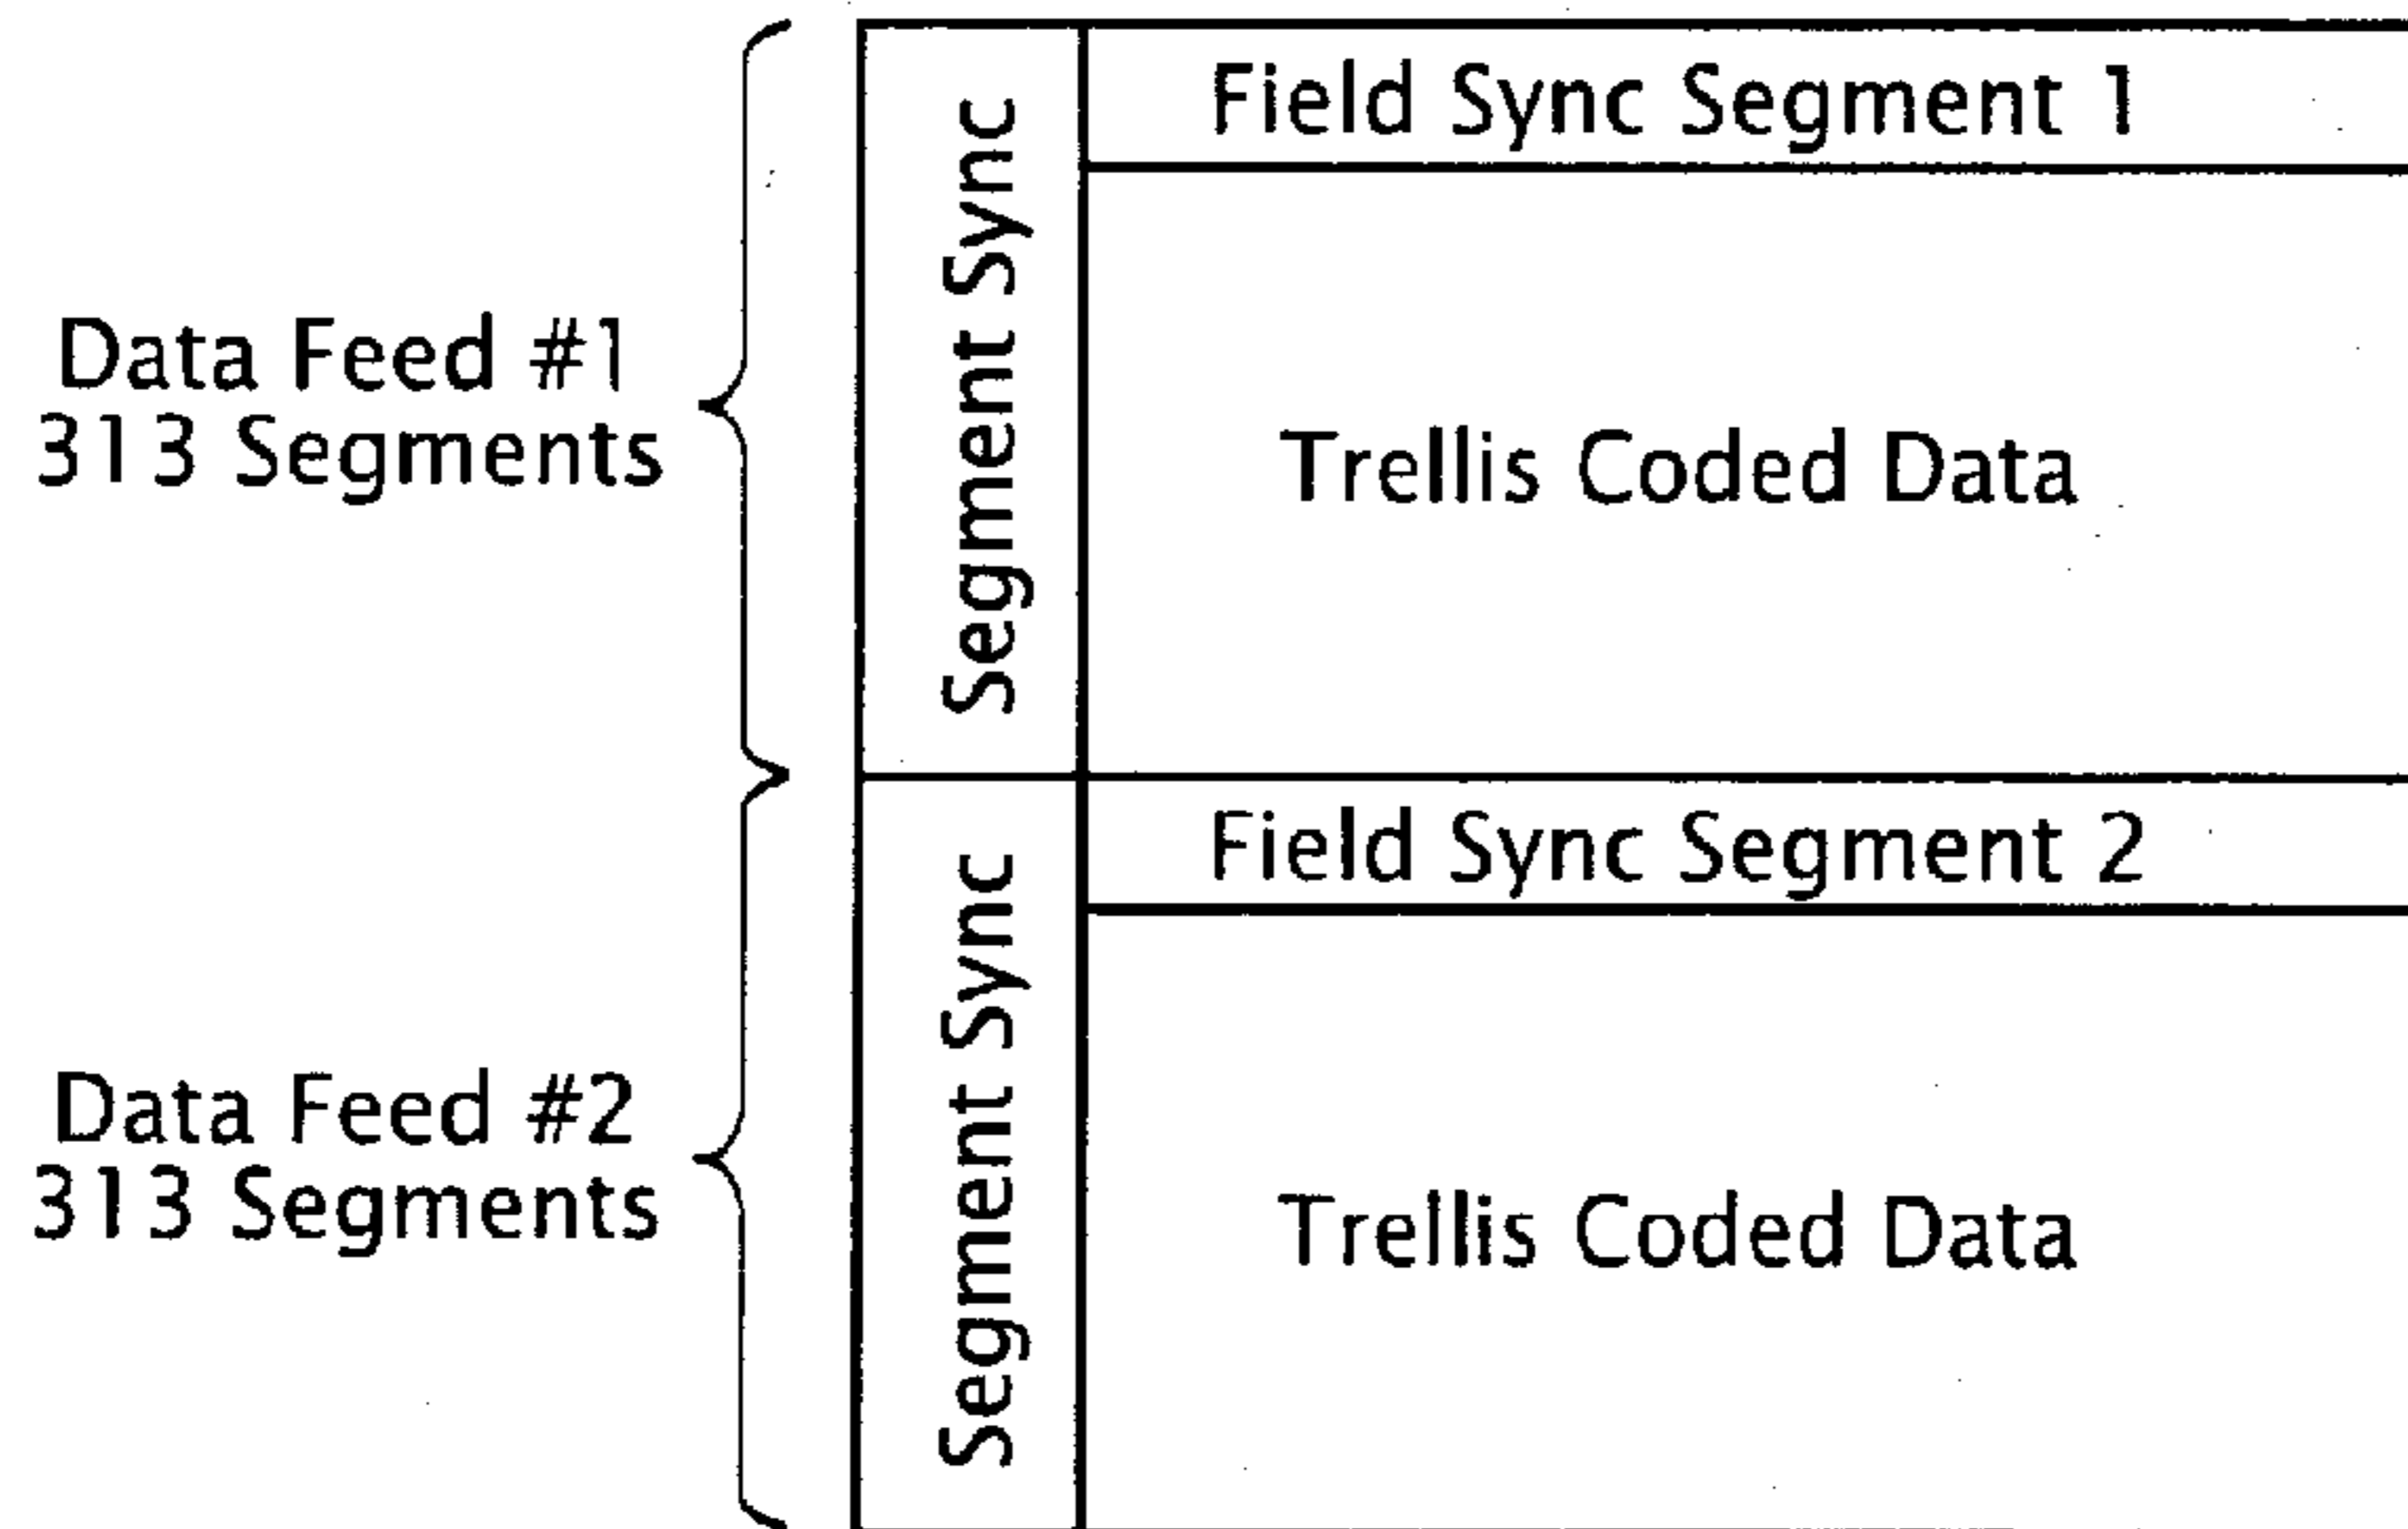 Data Feed #1
313 Segments
Segment Sync
Field Sync Segment 1
Trellis Coded Data
Data Feed #2
313 Segments
Segment Sync
Field Sync Segment 2
Trellis Coded Data